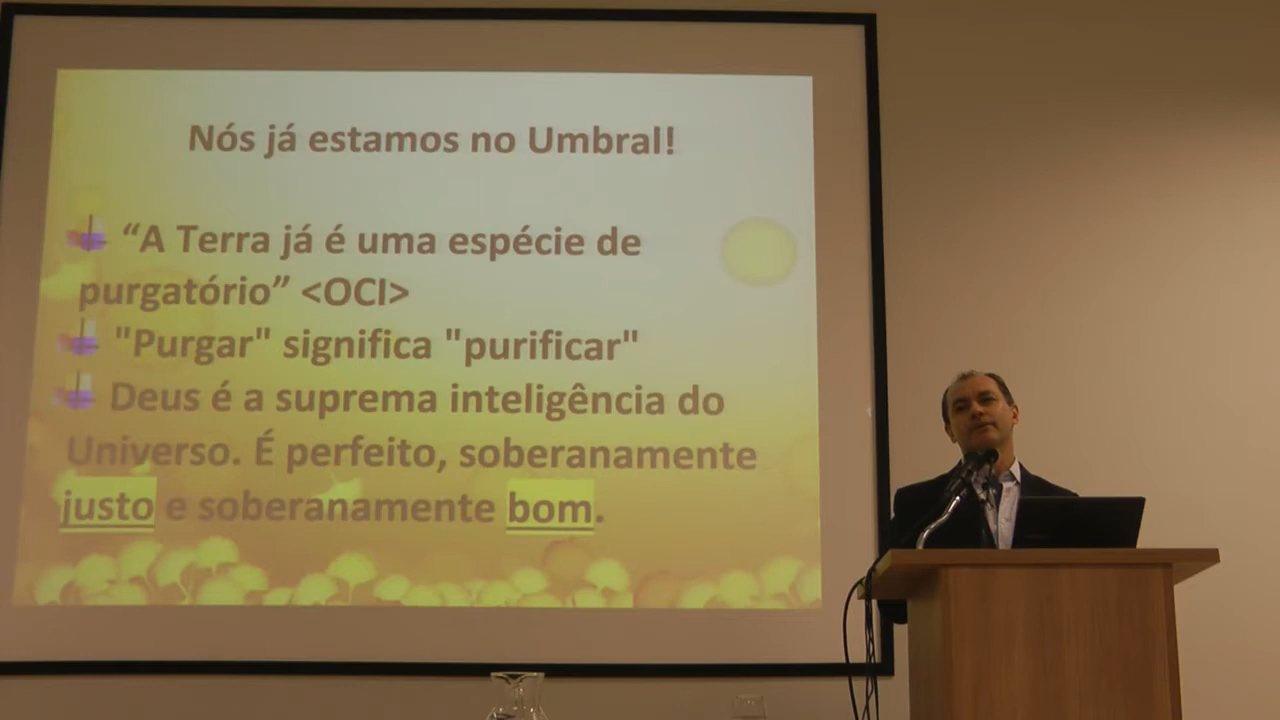 Nós já estamos no Umbral!
“A Terra já é uma espécie de
purgatório” <OCI>
"Purgar" significa "purificar"
Deus é a suprema inteligência do
Universo. É perfeito, soberanamente
justo e soberanamente bom.